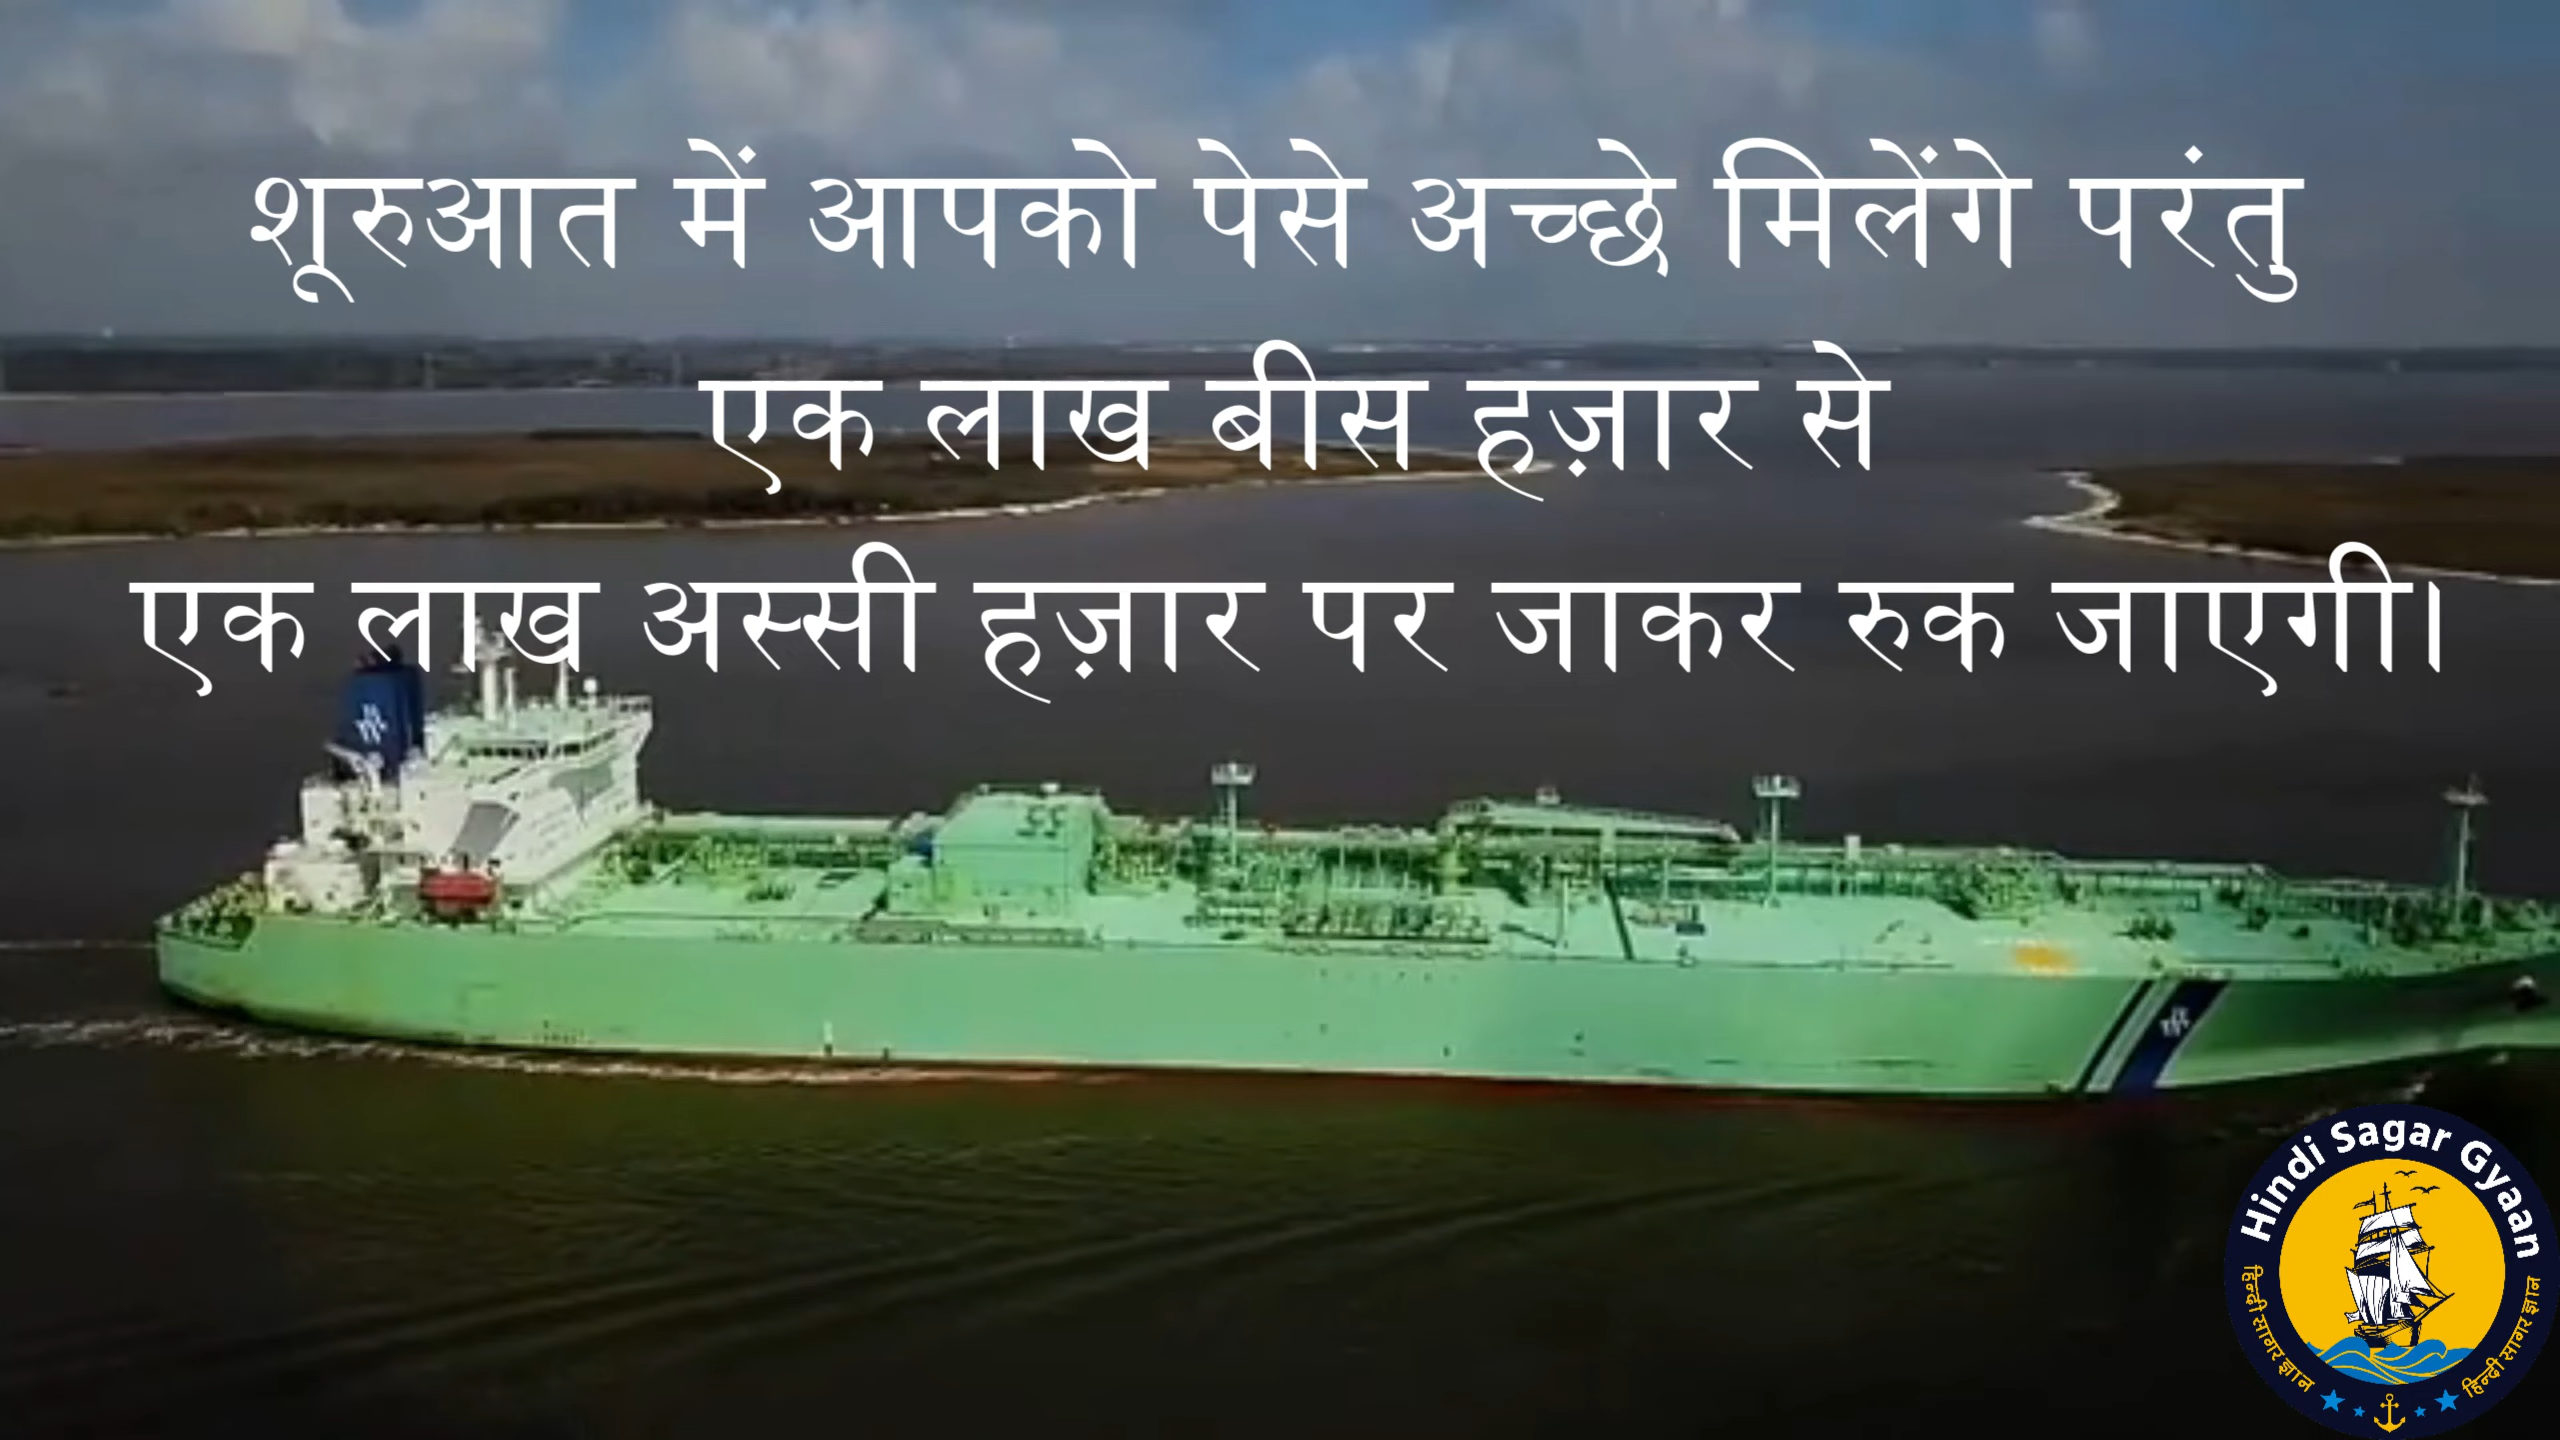 शूरुआत में आपको पेसे अच्छे मिलेंगे परंतु
एक लाख बीस हज़ार से
एक लाख अस्सी हज़ार पर जाकर रुक जाएगी।
Hindi Sagar Gyaan
हिन्दी सागर ज्ञान
हिन्दी सागर ज्ञान